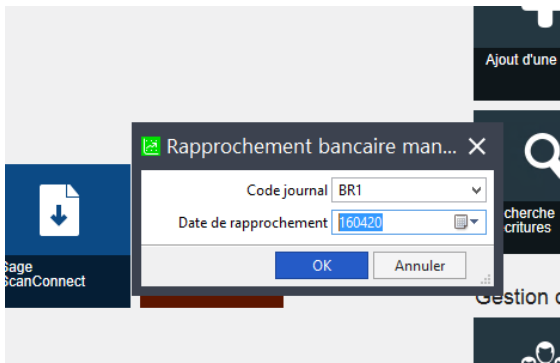 Ajout d'une
Rapprochement bancaire man...
Code journal BR1
Date de rapprochement 160420
OK Annuler
cherche
critures
Sage
ScanConnect
Gestion